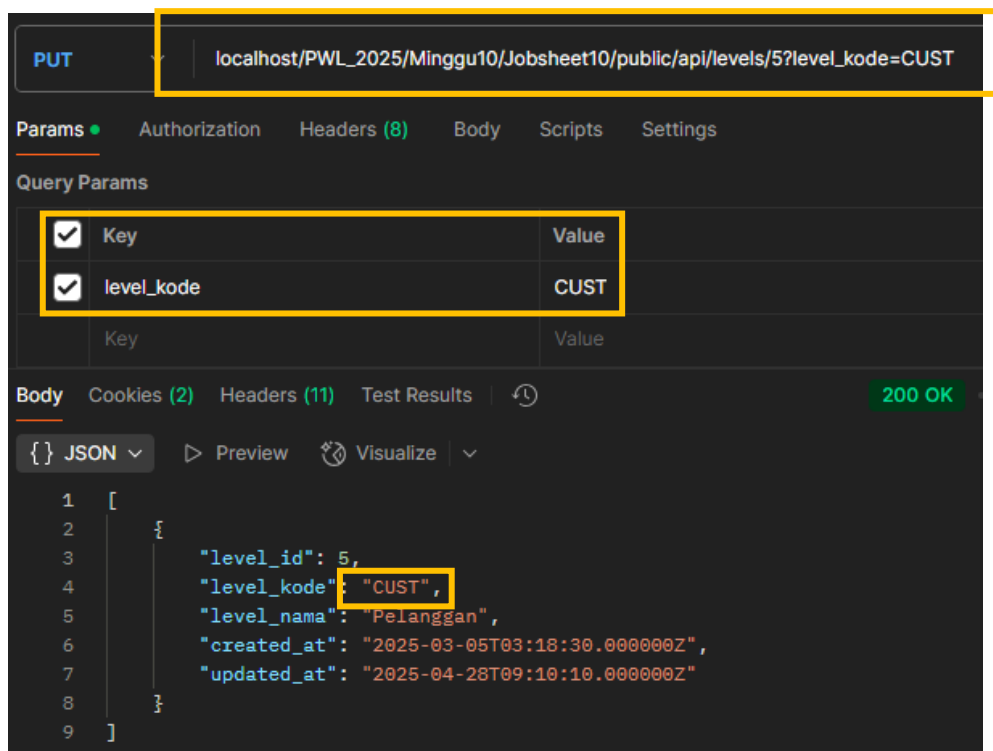 PUT localhost/PWL_2025/Minggu10/Jobsheet10/public/api/levels/5?level_kode=CUST
Params Authorization Headers (8) Body Scripts Settings
Query Params
Key Value
level_kode CUST
Key Value
Body Cookies (2) Headers (11) Test Results 200 OK
{} JSON Preview Visualize
1 [
2 {
3 "level_id": 5,
4 "level_kode": "CUST",
5 "level_nama": "Pelanggan",
6 "created_at": "2025-03-05T03:18:30.000000Z",
7 "updated_at": "2025-04-28T09:10:10.000000Z"
8 }
9 ]